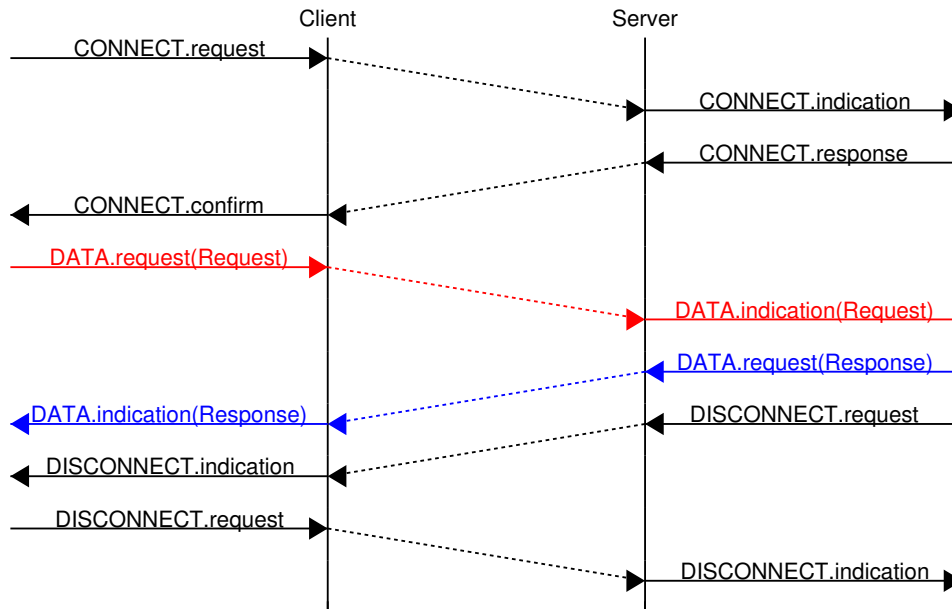 Client
Server
CONNECT.request
CONNECT.indication
CONNECT.response
CONNECT.confirm
DATA.request(Request)
DATA.indication(Request)
DATA.request(Response)
DATA.indication(Response)
DISCONNECT.request
DISCONNECT.indication
DISCONNECT.request
DISCONNECT.indication